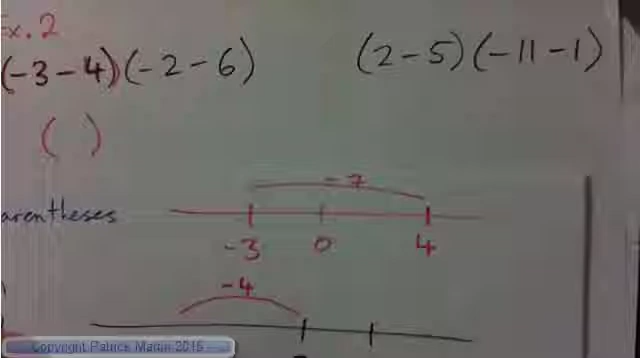 Ex. 2
(-3-4)(-2-6) (2-5)(-11-1)
( )
-7
arentheses
-3 0 4
-4
Copyright Patrick Martin 2015